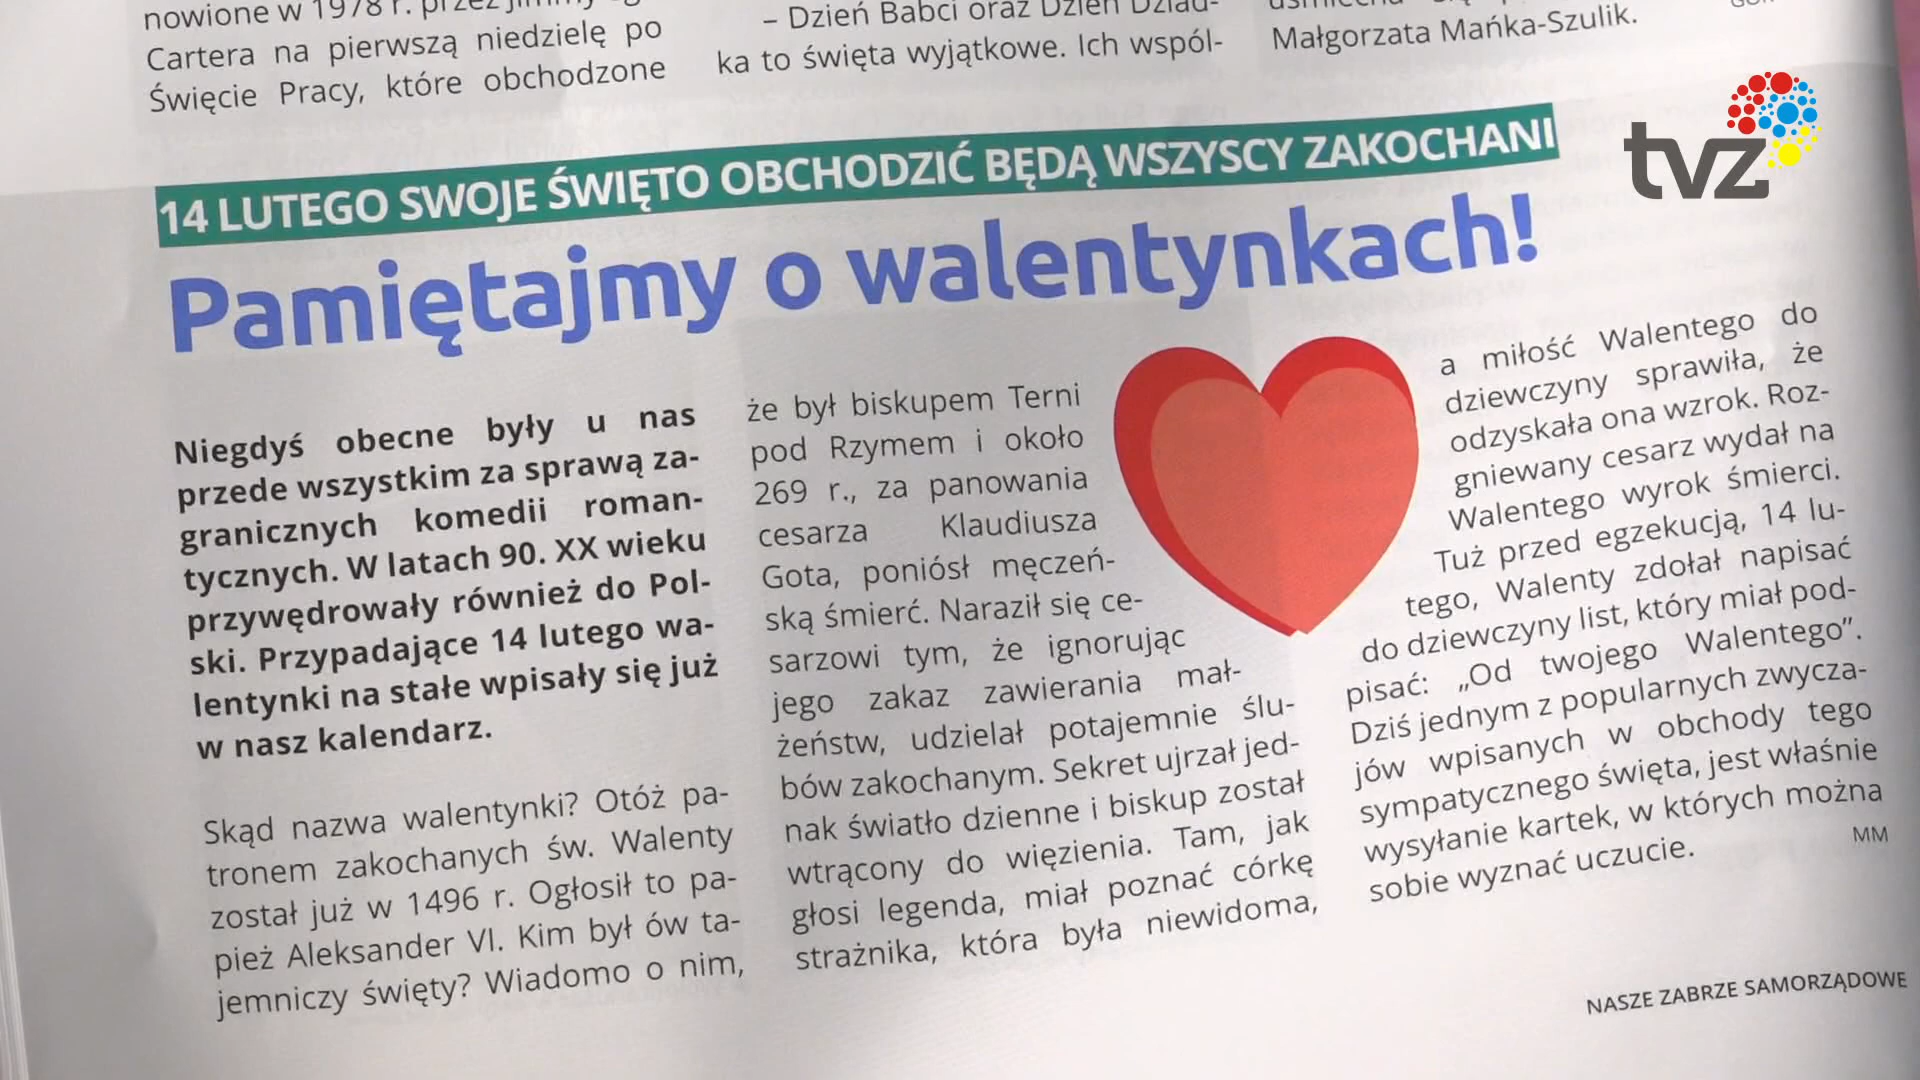 nowione w 1978 r. przez
Cartera na pierwszą niedzielę po
Święcie Pracy, które obchodzone
– Dzień Babci oraz Dzień Dziad-
ka to święta wyjątkowe. Ich wspól-
Małgorzata Mańka-Szulik.
tvz
14 LUTEGO SWOJE ŚWIĘTO OBCHODZIĆ BĘDĄ WSZYSCY ZAKOCHANI
Pamiętajmy o walentynkach!
Niegdyś obecne były u nas
przede wszystkim za sprawą za-
granicznych komedii roman-
tycznych. W latach 90. XX wieku
przywędrowały również do Pol-
ski. Przypadające 14 lutego wa-
lentynki na stałe wpisały się już
w nasz kalendarz.
Skąd nazwa walentynki? Otóż pa-
tronem zakochanych św. Walenty
został już w 1496 r. Ogłosił to pa-
pież Aleksander VI. Kim był ów ta-
jemniczy święty? Wiadomo o nim,
że był biskupem Terni
pod Rzymem i około
269 r., za panowania
cesarza Klaudiusza
Gota, poniósł męczeń-
ską śmierć. Naraził się ce-
sarzowi tym, że ignorując
jego zakaz zawierania mał-
żeństw, udzielał potajemnie ślu-
bów zakochanym. Sekret ujrzał jed-
nak światło dzienne i biskup został
wtrącony do więzienia. Tam, jak
głosi legenda, miał poznać córkę
strażnika, która była niewidoma,
a miłość Walentego do
dziewczyny sprawiła, że
odzyskała ona wzrok. Roz-
gniewany cesarz wydał na
Walentego wyrok śmierci.
Tuż przed egzekucją, 14 lu-
tego, Walenty zdołał napisać
do dziewczyny list, który miał pod-
pisać: „Od twojego Walentego”.
Dziś jednym z popularnych zwycza-
jów wpisanych w obchody tego
sympatycznego święta, jest właśnie
wysyłanie kartek, w których można
sobie wyznać uczucie.
MM
NASZE ZABRZE SAMORZĄDOWE